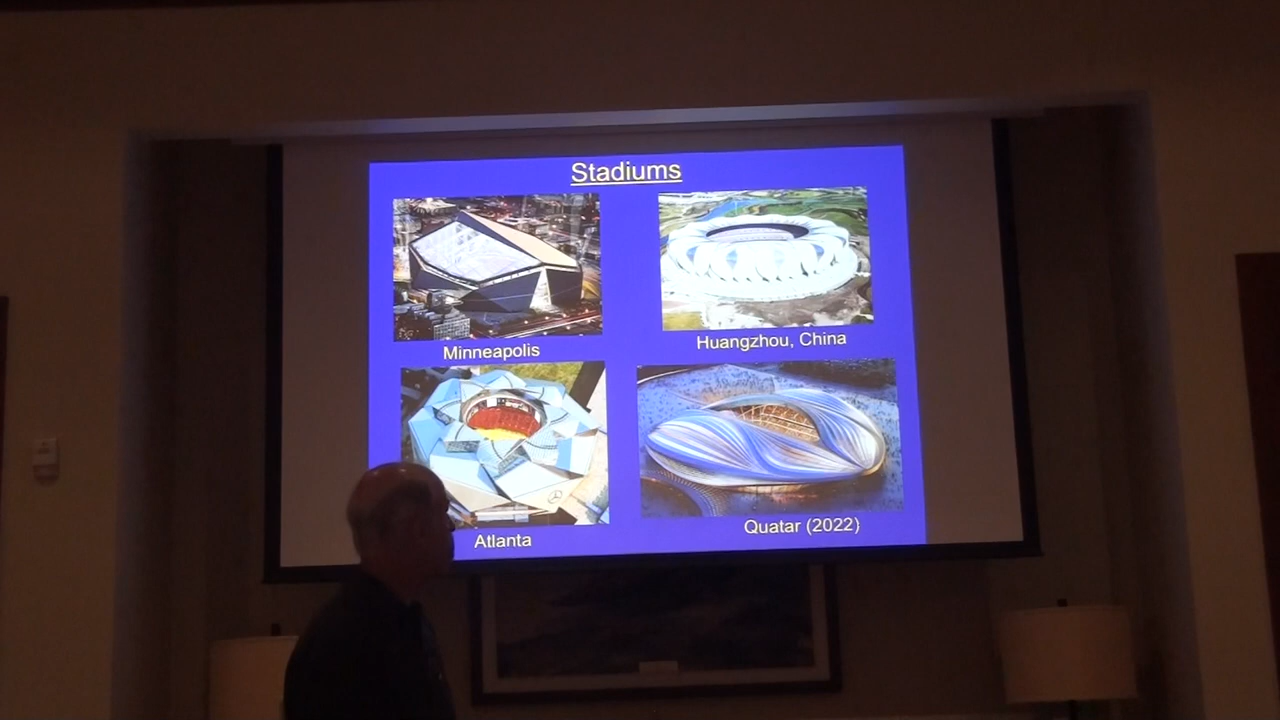 Stadiums
Minneapolis
Huangzhou, China
Atlanta
Quatar (2022)